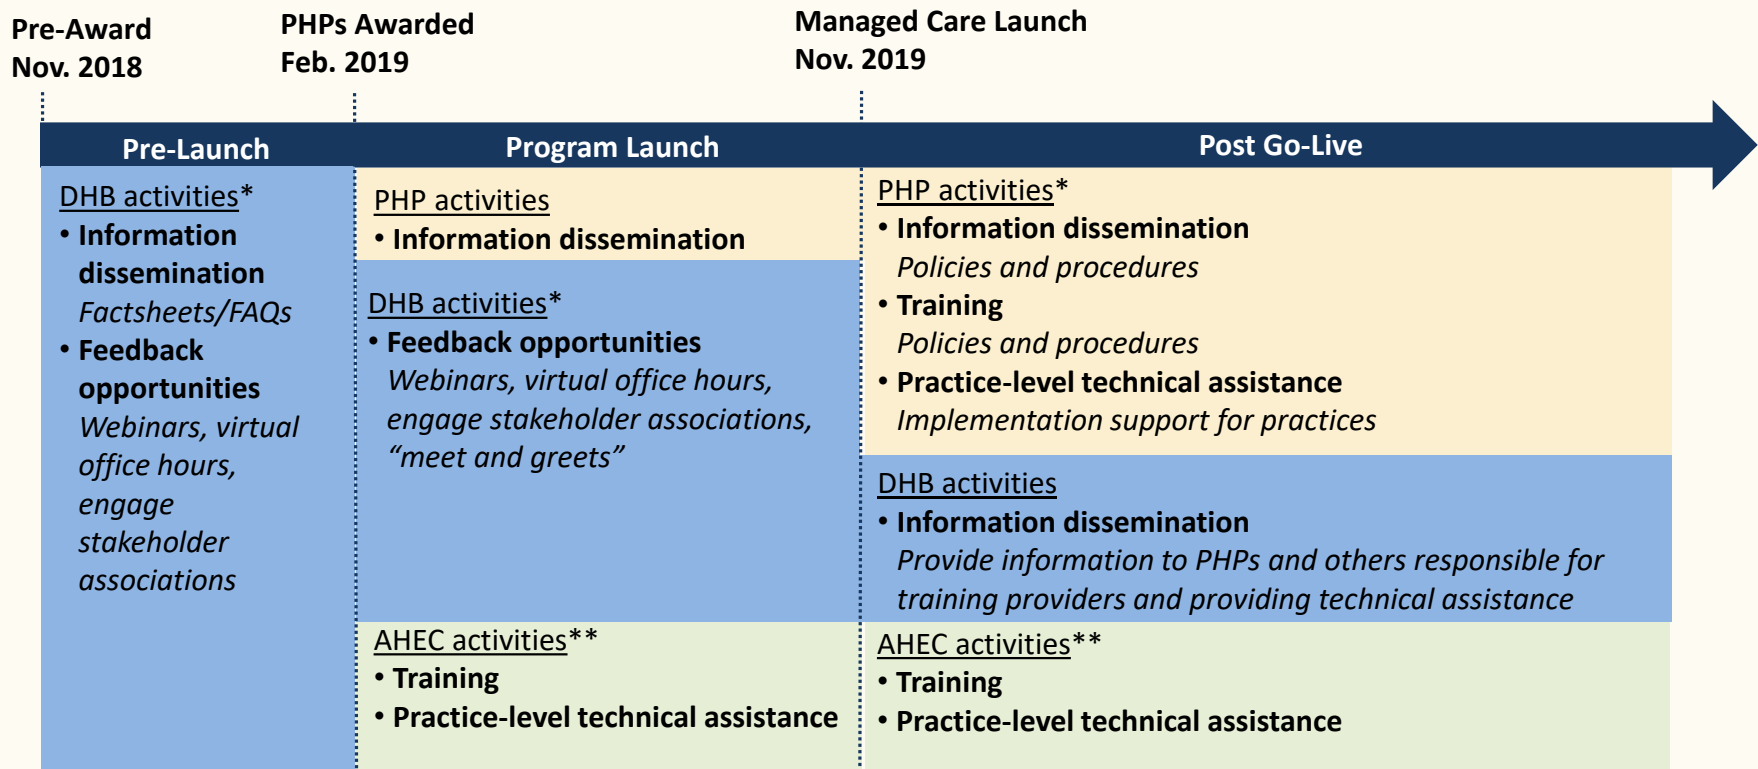 Pre-Award
Nov. 2018
PHPs Awarded
Feb. 2019
Managed Care Launch
Nov. 2019
Pre-Launch
Program Launch
Post Go-Live
DHB activities*
• Information
dissemination
Factsheets/FAQs
• Feedback
opportunities
Webinars, virtual
office hours,
engage
stakeholder
associations
PHP activities
• Information dissemination
DHB activities*
• Feedback opportunities
Webinars, virtual office hours,
engage stakeholder associations,
“meet and greets”
AHEC activities**
• Training
• Practice-level technical assistance
PHP activities*
• Information dissemination
Policies and procedures
• Training
Policies and procedures
• Practice-level technical assistance
Implementation support for practices
DHB activities
• Information dissemination
Provide information to PHPs and others responsible for
training providers and providing technical assistance
AHEC activities**
• Training
• Practice-level technical assistance